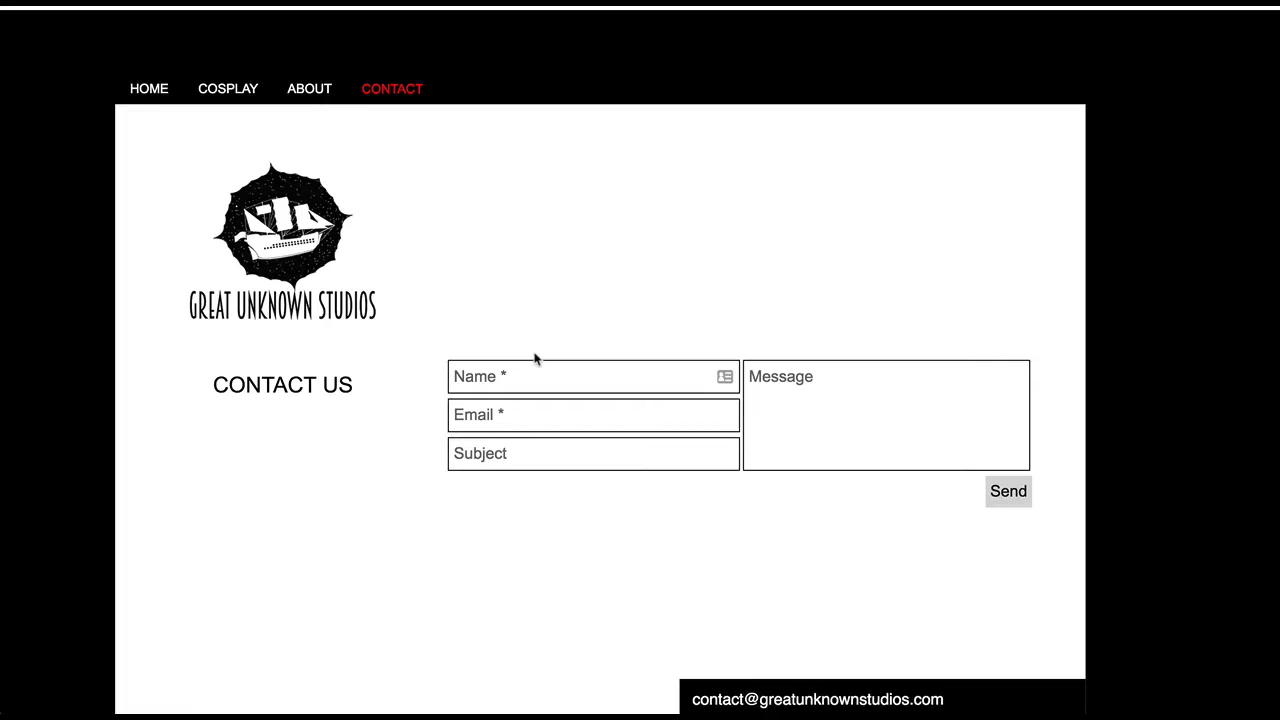 HOME COSPLAY ABOUT CONTACT
GREAT UNKNOWN STUDIOS
CONTACT US
Name *
Email *
Subject
Message
Send
contact@greatunknownstudios.com